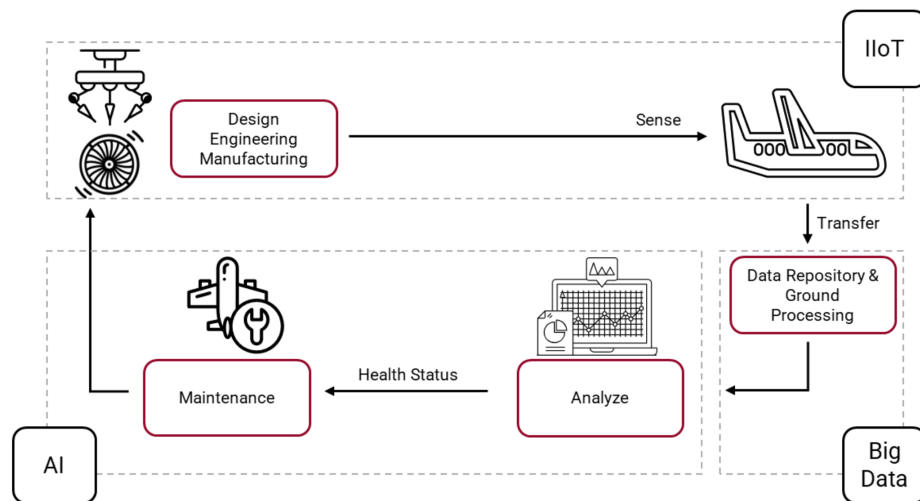 IIoT
Design
Engineering
Manufacturing
Sense
Transfer
Data Repository &
Ground
Processing
Health Status
Maintenance
Analyze
AI
Big
Data